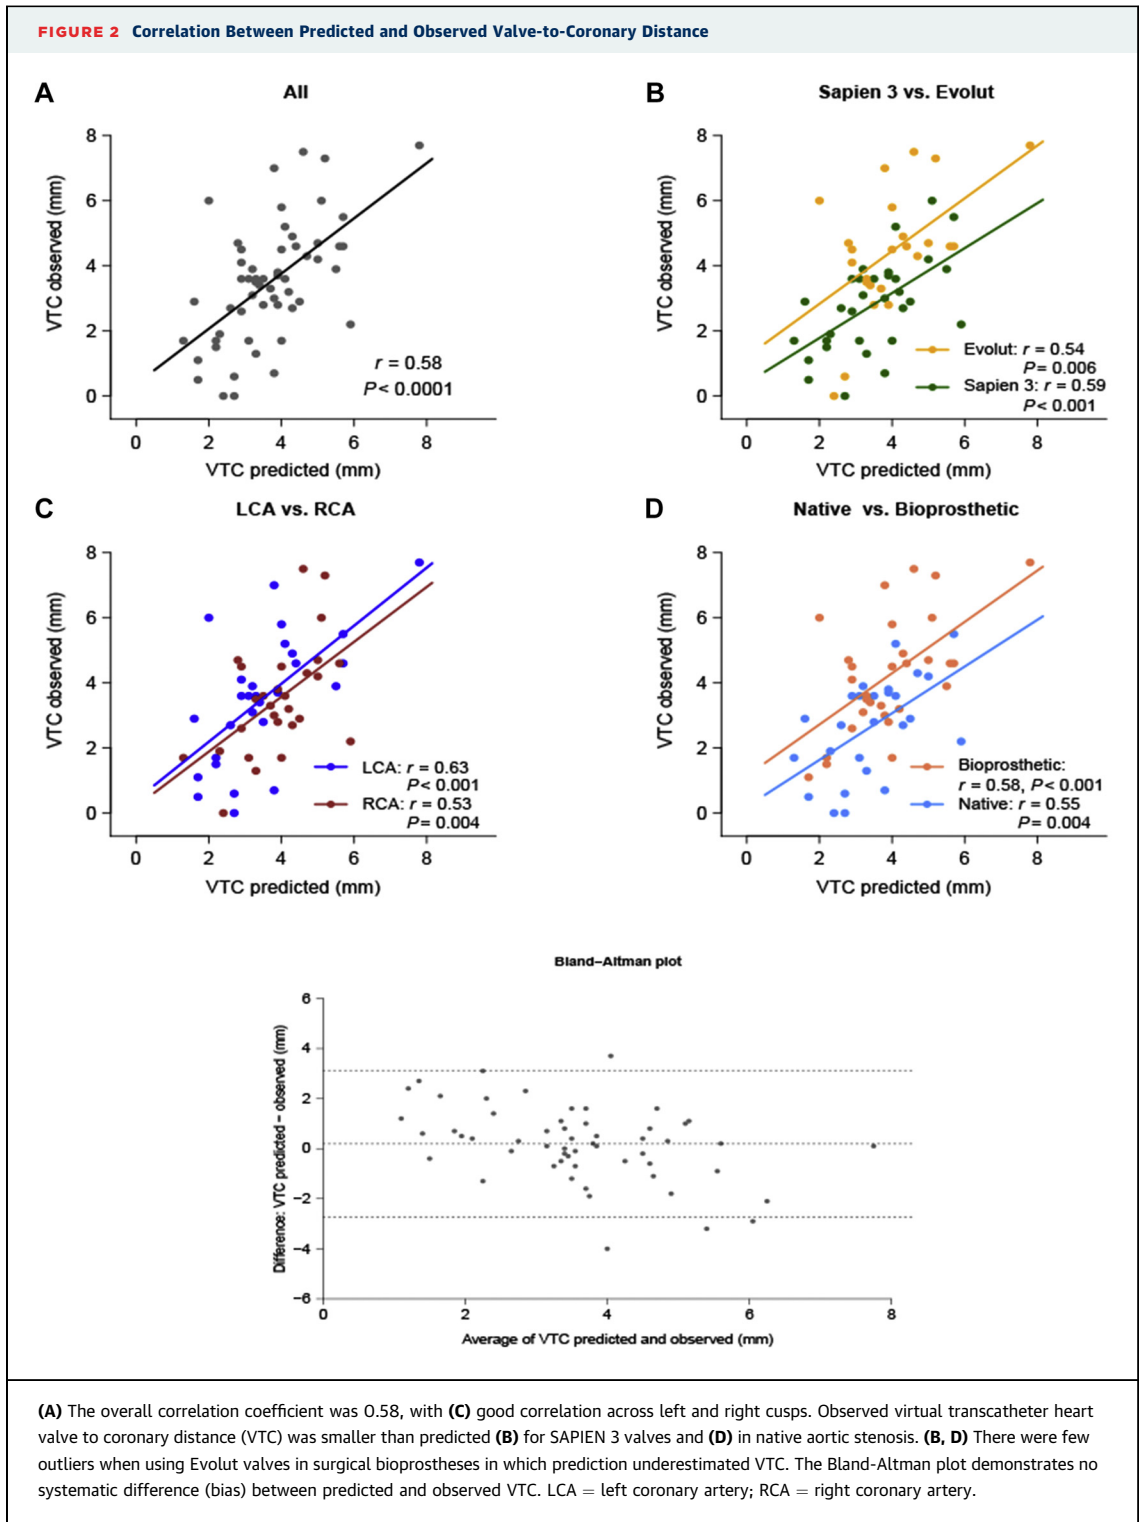 FIGURE 2 Correlation Between Predicted and Observed Valve-to-Coronary Distance
A
All
VTC observed (mm)
8
6
4
2
0
r = 0.58
P < 0.0001
0 2 4 6 8
VTC predicted (mm)
B
Sapien 3 vs. Evolut
VTC observed (mm)
8
6
4
2
0
Evolut: r = 0.54
P = 0.006
Sapien 3: r = 0.59
P < 0.001
0 2 4 6 8
VTC predicted (mm)
C
LCA vs. RCA
VTC observed (mm)
8
6
4
2
0
LCA: r = 0.63
P < 0.001
RCA: r = 0.53
P = 0.004
0 2 4 6 8
VTC predicted (mm)
D
Native vs. Bioprosthetic
VTC observed (mm)
8
6
4
2
0
Bioprosthetic:
r = 0.58, P < 0.001
Native: r = 0.55
P = 0.004
0 2 4 6 8
VTC predicted (mm)
Bland–Altman plot
Difference: VTC predicted – observed (mm)
6
4
2
0
−2
−4
−6
0 2 4 6 8
Average of VTC predicted and observed (mm)
(A) The overall correlation coefficient was 0.58, with (C) good correlation across left and right cusps. Observed virtual transcatheter heart
valve to coronary distance (VTC) was smaller than predicted (B) for SAPIEN 3 valves and (D) in native aortic stenosis. (B, D) There were few
outliers when using Evolut valves in surgical bioprostheses in which prediction underestimated VTC. The Bland-Altman plot demonstrates no
systematic difference (bias) between predicted and observed VTC. LCA = left coronary artery; RCA = right coronary artery.